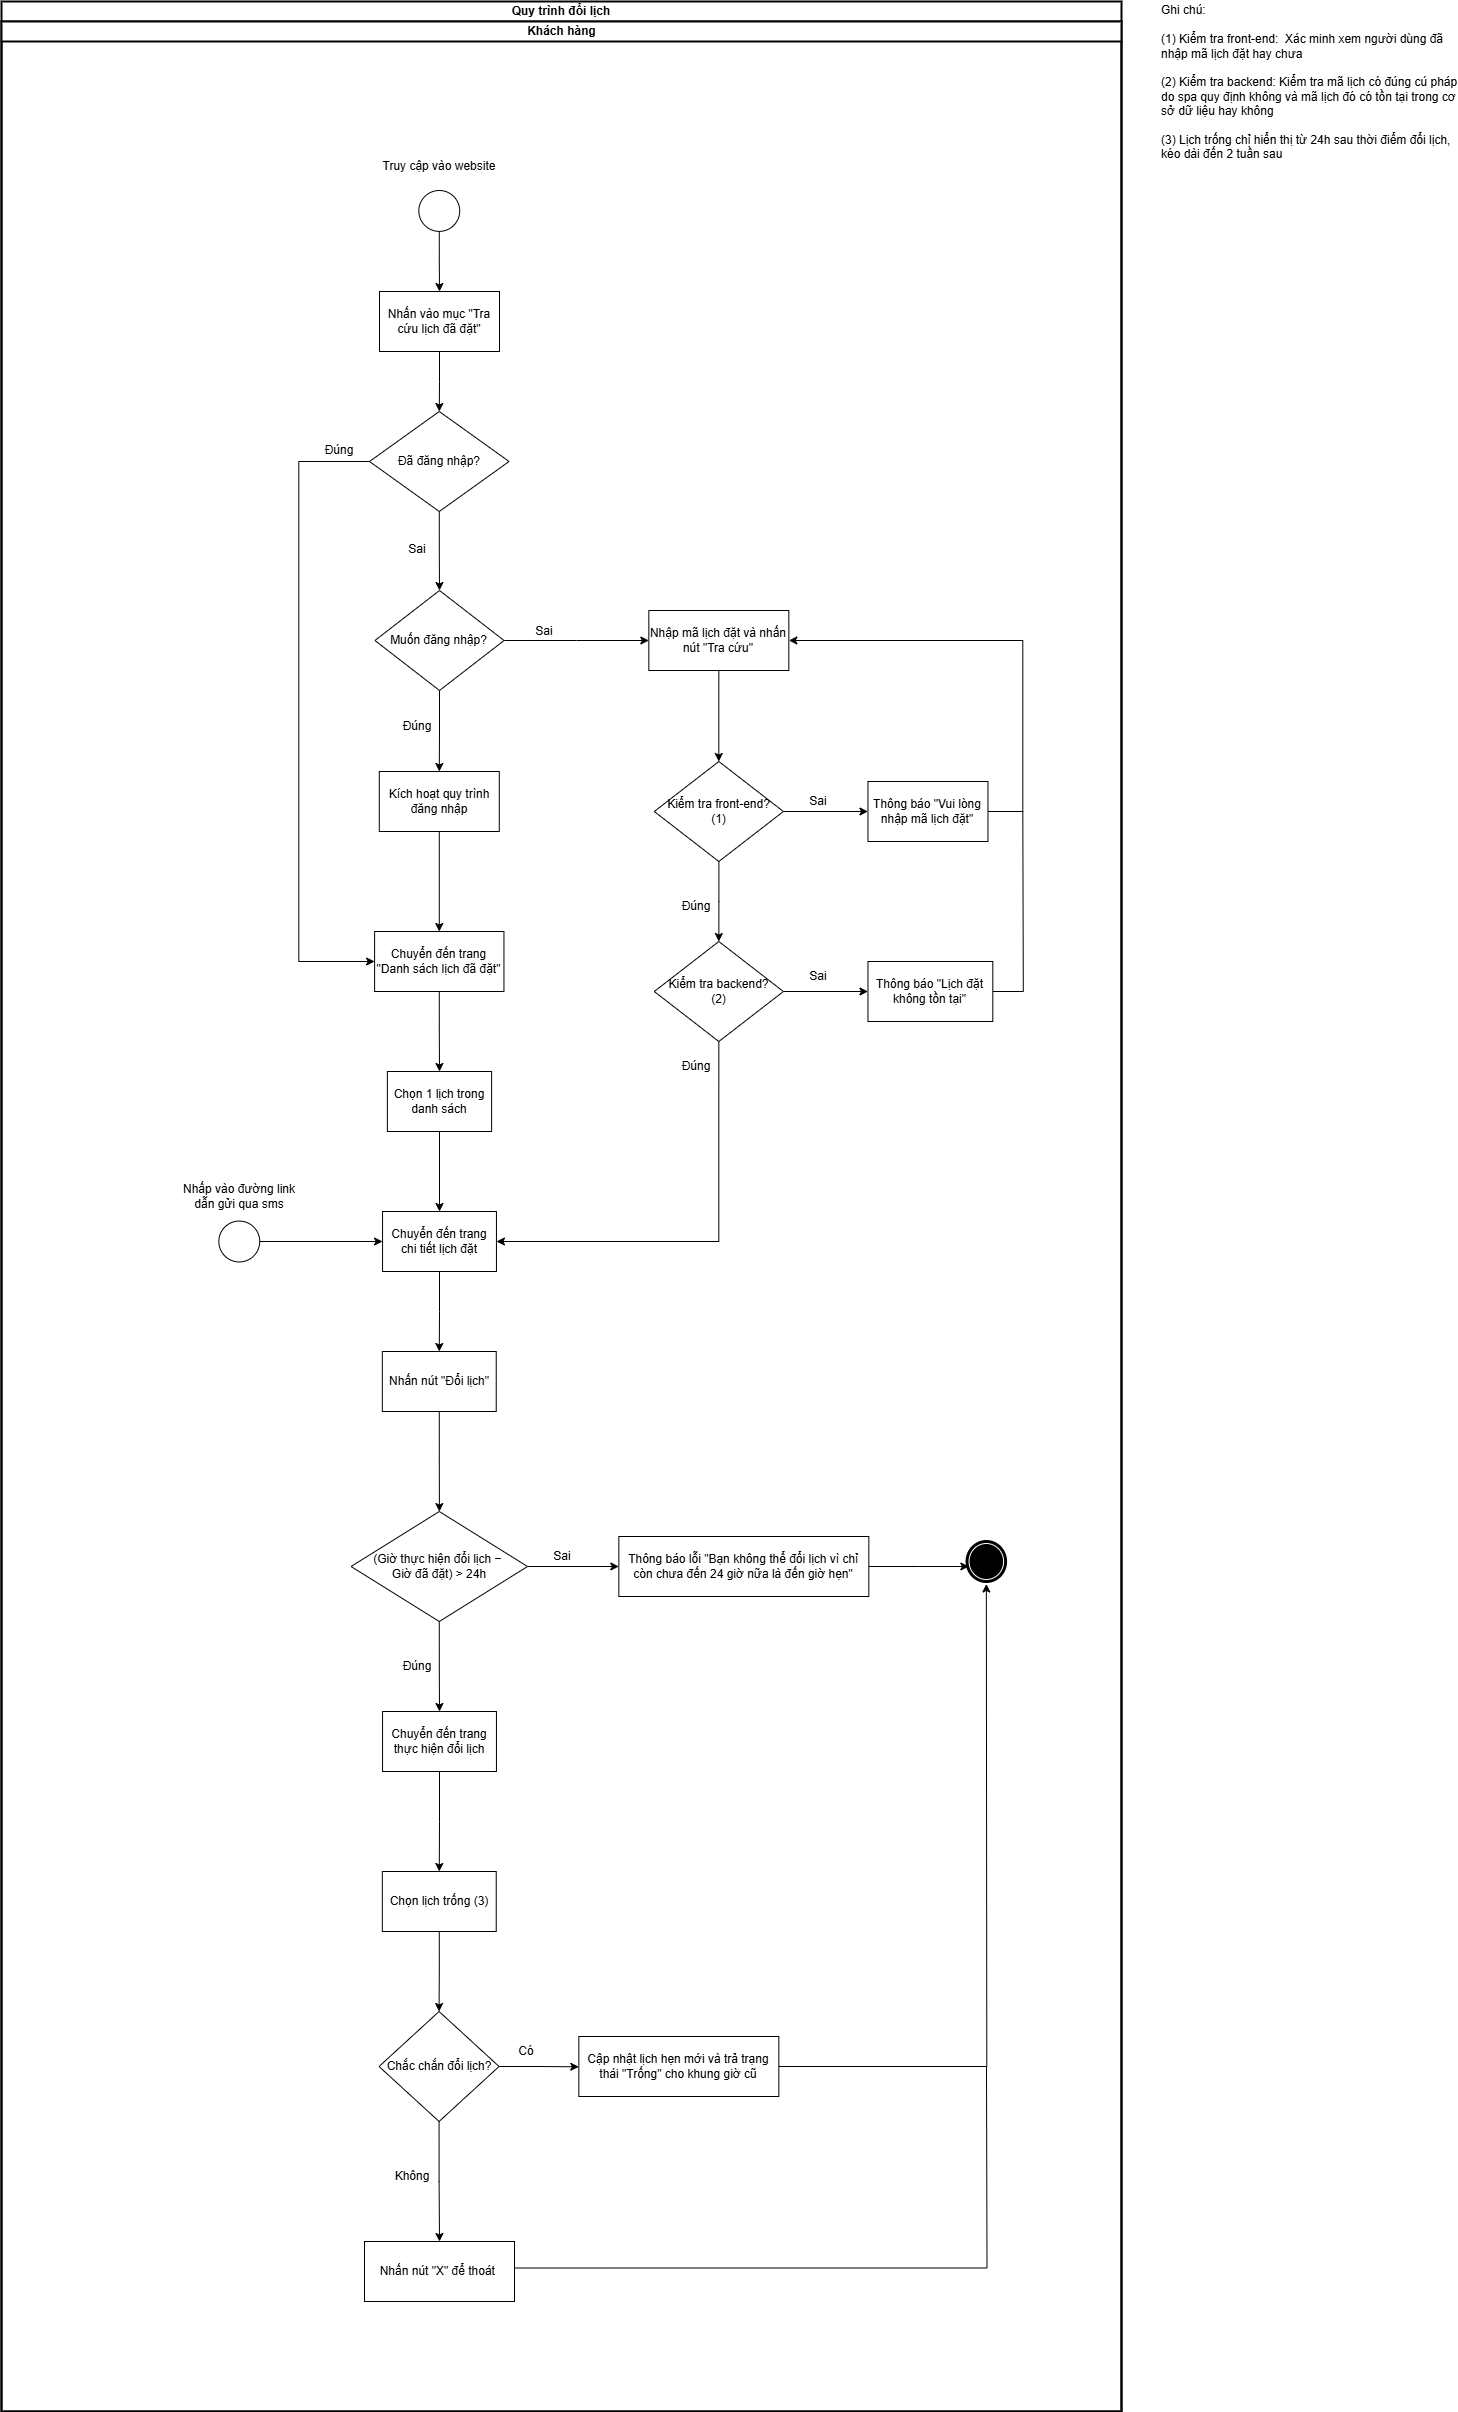 Quy trình đổi lịch
Khách hàng
Ghi chú:
(1) Kiểm tra front-end:  Xác minh xem người dùng đã
nhập mã lịch đặt hay chưa
(2) Kiểm tra backend: Kiểm tra mã lịch có đúng cú pháp
do spa quy định không và mã lịch đó có tồn tại trong cơ
sở dữ liệu hay không
(3) Lịch trống chỉ hiển thị từ 24h sau thời điểm đổi lịch,
kéo dài đến 2 tuần sau
Truy cập vào website
Nhấn vào mục "Tra
cứu lịch đã đặt"
Đúng
Đã đăng nhập?
Sai
Muốn đăng nhập?
Sai
Nhập mã lịch đặt và nhấn
nút "Tra cứu"
Đúng
Kích hoạt quy trình
đăng nhập
Kiểm tra front-end?
(1)
Sai
Thông báo "Vui lòng
nhập mã lịch đặt"
Đúng
Chuyển đến trang
"Danh sách lịch đã đặt"
Kiểm tra backend?
(2)
Sai
Thông báo "Lịch đặt
không tồn tại"
Đúng
Chọn 1 lịch trong
danh sách
Nhấp vào đường link
dẫn gửi qua sms
Chuyển đến trang
chi tiết lịch đặt
Nhấn nút "Đổi lịch"
(Giờ thực hiện đổi lịch –
Giờ đã đặt) > 24h
Sai
Thông báo lỗi "Bạn không thể đổi lịch vì chỉ
còn chưa đến 24 giờ nữa là đến giờ hẹn"
Đúng
Chuyển đến trang
thực hiện đổi lịch
Chọn lịch trống (3)
Chắc chắn đổi lịch?
Có
Cập nhật lịch hẹn mới và trả trạng
thái "Trống" cho khung giờ cũ
Không
Nhấn nút "X" để thoát